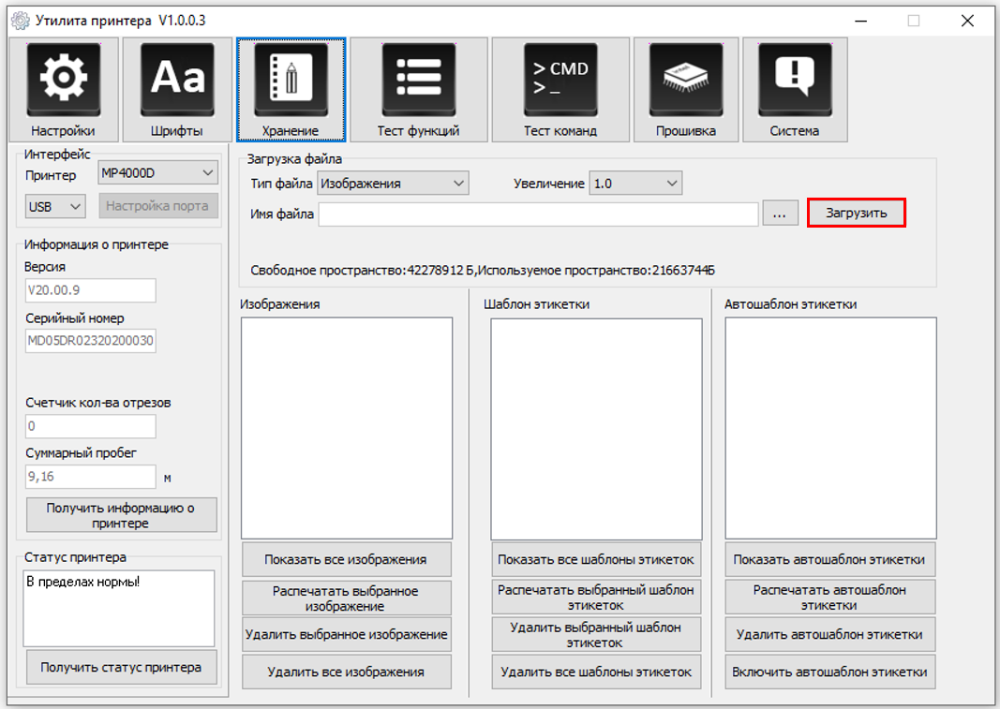 Утилита принтера V1.0.0.3
Aa
> CMD
> _
Настройки
Шрифты
Хранение
Тест функций
Тест команд
Прошивка
Система
Интерфейс
Принтер
MP4000D
USB
Настройка порта
Информация о принтере
Версия
V20.00.9
Серийный номер
MD05DR02320200030
Счетчик кол-ва отрезов
0
Суммарный пробег
9,16
м
Получить информацию о
принтере
Статус принтера
В пределах нормы!
Получить статус принтера
Загрузка файла
Тип файла
Изображения
Увеличение
1.0
Имя файла
...
Загрузить
Свободное пространство:42278912 Б,Используемое пространство:21663744Б
Изображения
Показать все изображения
Распечатать выбранное
изображение
Удалить выбранное изображение
Удалить все изображения
Шаблон этикетки
Показать все шаблоны этикеток
Распечатать выбранный шаблон
этикеток
Удалить выбранный шаблон
этикеток
Удалить все шаблоны этикеток
Автошаблон этикетки
Показать автошаблон этикетки
Распечатать автошаблон
этикетки
Удалить автошаблон этикетки
Включить автошаблон этикетки